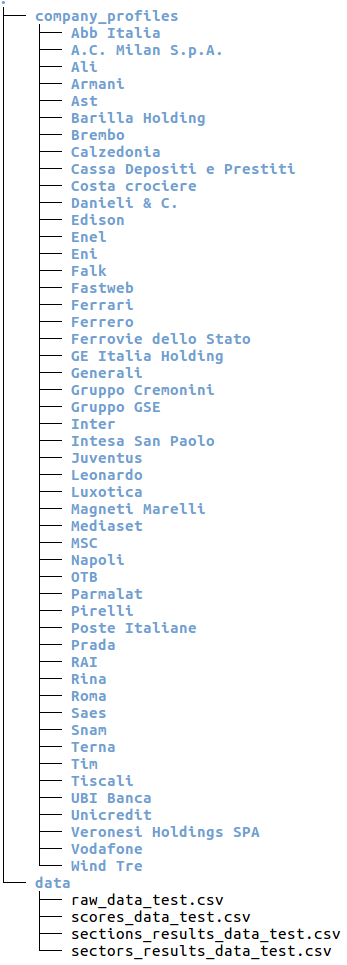 .
company_profiles
Abb Italia
A.C. Milan S.p.A.
Ali
Armani
Ast
Barilla Holding
Brembo
Calzedonia
Cassa Depositi e Prestiti
Costa crociere
Danieli & C.
Edison
Enel
Eni
Falk
Fastweb
Ferrari
Ferrero
Ferrovie dello Stato
GE Italia Holding
Generali
Gruppo Cremonini
Gruppo GSE
Inter
Intesa San Paolo
Juventus
Leonardo
Luxotica
Magneti Marelli
Mediaset
MSC
Napoli
OTB
Parmalat
Pirelli
Poste Italiane
Prada
RAI
Rina
Roma
Saes
Snam
Terna
Tim
Tiscali
UBI Banca
Unicredit
Veronesi Holdings SPA
Vodafone
Wind Tre
data
raw_data_test.csv
scores_data_test.csv
sections_results_data_test.csv
sectors_results_data_test.csv